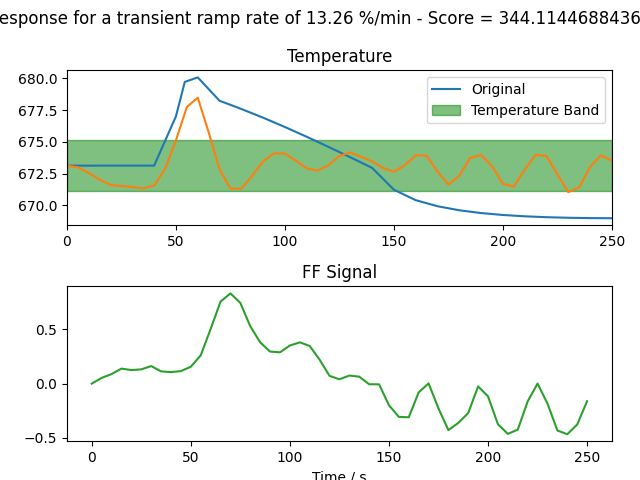 esponse for a transient ramp rate of 13.26 %/min - Score = 344.1144688436
Temperature
680.0
677.5
675.0
672.5
670.0
Original
Temperature Band
0 50 100 150 200 250
FF Signal
0.5
0.0
−0.5
0 50 100 150 200 250
Time / s